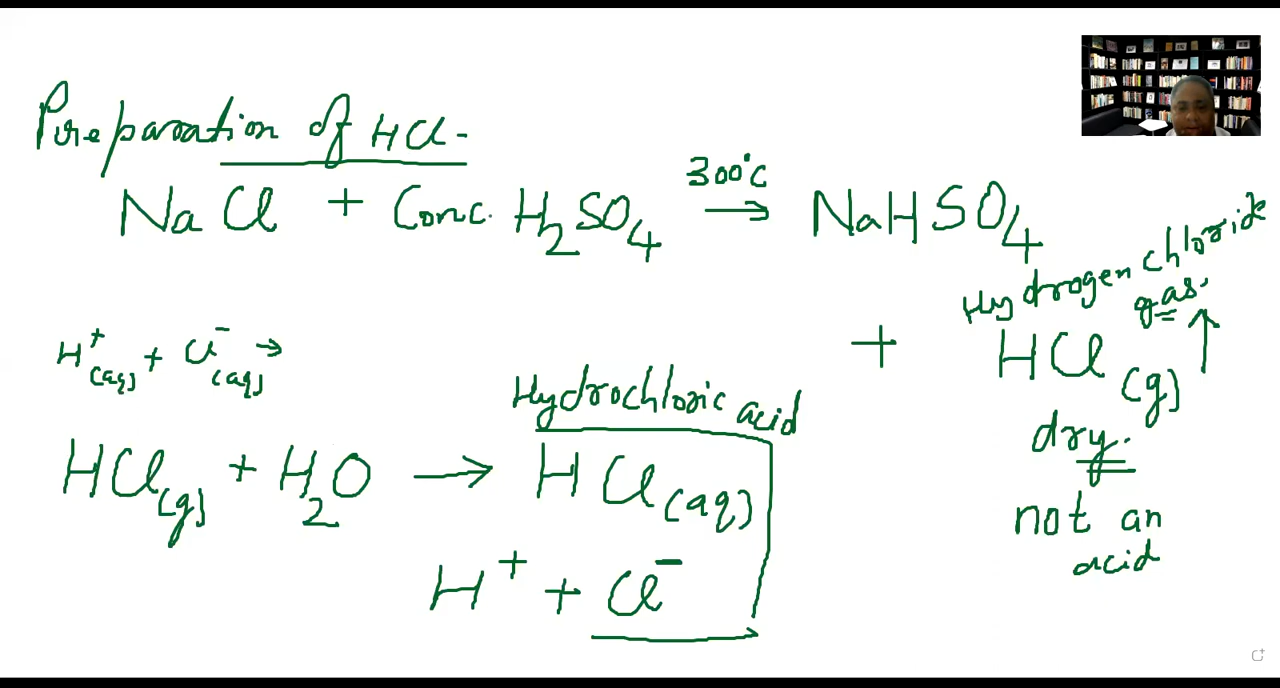 Preparation of HCl-
NaCl + Conc. H₂SO₄ → 300°C NaHSO₄
+ HCl(g) ↑
Hydrogen chloride
gas.
dry.
not an
acid
H⁺(aq) + Cl⁻(aq) →
Hydrochloric acid
HCl(g) + H₂O → HCl(aq)
H⁺ + Cl⁻